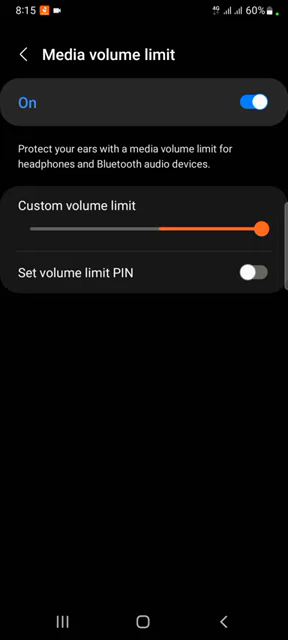 8:15 4G 60%
Media volume limit
On
Protect your ears with a media volume limit for
headphones and Bluetooth audio devices.
Custom volume limit
Set volume limit PIN